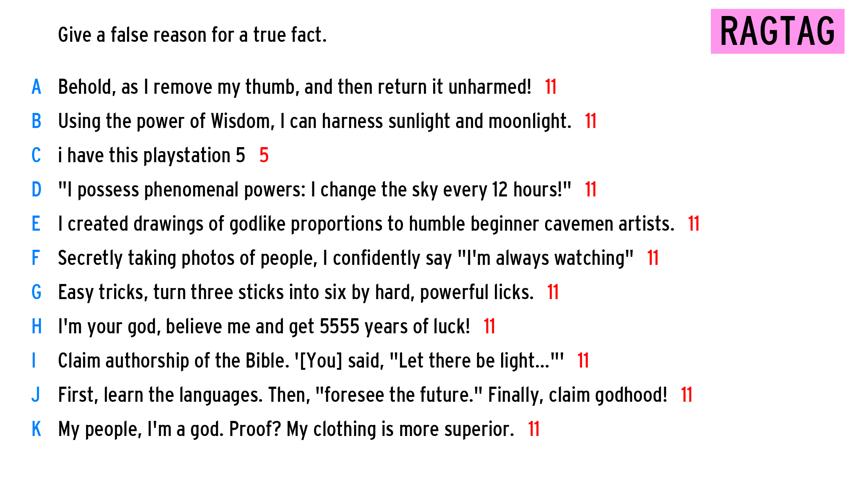 Give a false reason for a true fact.
RAGTAG
A Behold, as I remove my thumb, and then return it unharmed! 11
B Using the power of Wisdom, I can harness sunlight and moonlight. 11
C i have this playstation 5 5
D "I possess phenomenal powers: I change the sky every 12 hours!" 11
E I created drawings of godlike proportions to humble beginner cavemen artists. 11
F Secretly taking photos of people, I confidently say "I'm always watching" 11
G Easy tricks, turn three sticks into six by hard, powerful licks. 11
H I'm your god, believe me and get 5555 years of luck! 11
I Claim authorship of the Bible. '[You] said, "Let there be light..."' 11
J First, learn the languages. Then, "foresee the future." Finally, claim godhood! 11
K My people, I'm a god. Proof? My clothing is more superior. 11